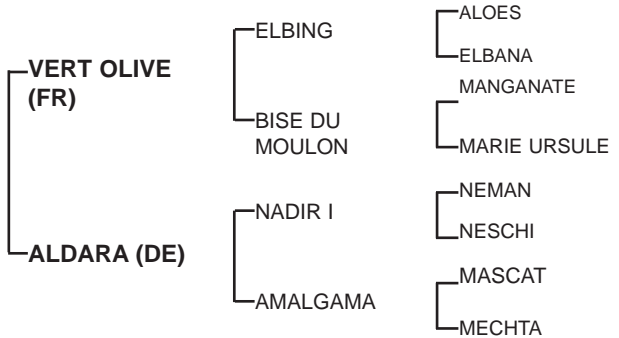 VERT OLIVE
(FR)
ELBING
ALOES
ELBANA
BISE DU
MOULON
MANGANATE
MARIE URSULE
ALDARA (DE)
NADIR I
NEMAN
NESCHI
AMALGAMA
MASCAT
MECHTA